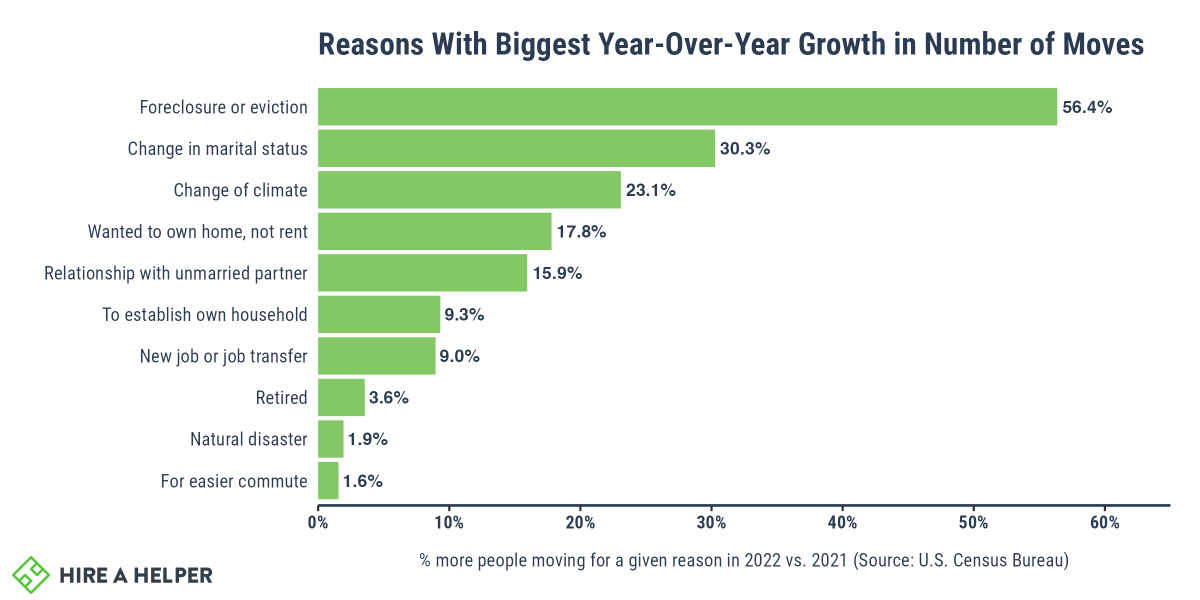 Reasons With Biggest Year-Over-Year Growth in Number of Moves
Foreclosure or eviction 56.4%
Change in marital status 30.3%
Change of climate 23.1%
Wanted to own home, not rent 17.8%
Relationship with unmarried partner 15.9%
To establish own household 9.3%
New job or job transfer 9.0%
Retired 3.6%
Natural disaster 1.9%
For easier commute 1.6%
0% 10% 20% 30% 40% 50% 60%
% more people moving for a given reason in 2022 vs. 2021 (Source: U.S. Census Bureau)
HIRE A HELPER